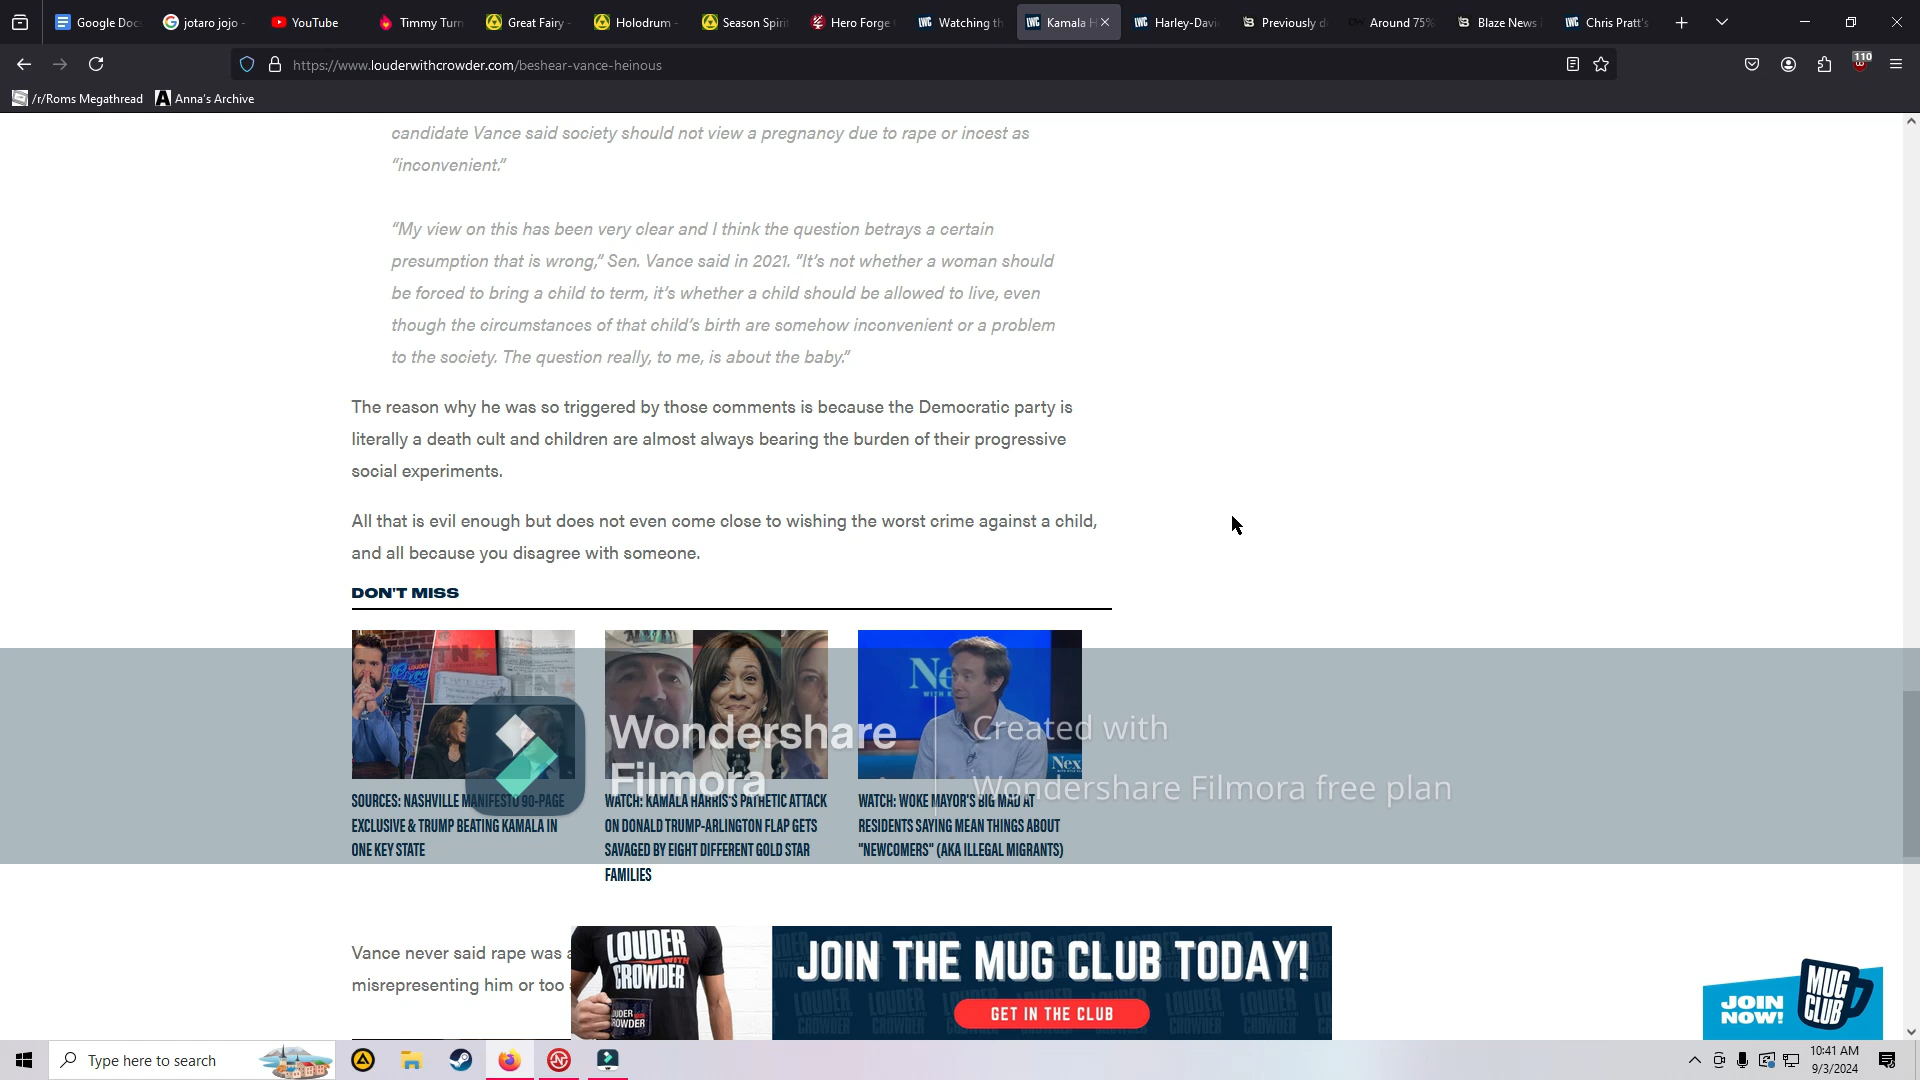 Google Doc
jotaro jojo -
YouTube
Timmy Turn
Great Fairy -
Holodrum -
Season Spiri
Hero Forge
Watching th
Kamala H
Harley-Davi
Previously d
Around 75%
Blaze News
Chris Pratt's
https://www.louderwithcrowder.com/beshear-vance-heinous
110
/r/Roms Megathread
Anna's Archive
candidate Vance said society should not view a pregnancy due to rape or incest as
“inconvenient.”
“My view on this has been very clear and I think the question betrays a certain
presumption that is wrong,” Sen. Vance said in 2021. “It’s not whether a woman should
be forced to bring a child to term, it’s whether a child should be allowed to live, even
though the circumstances of that child’s birth are somehow inconvenient or a problem
to the society. The question really, to me, is about the baby.”
The reason why he was so triggered by those comments is because the Democratic party is
literally a death cult and children are almost always bearing the burden of their progressive
social experiments.
All that is evil enough but does not even come close to wishing the worst crime against a child,
and all because you disagree with someone.
DON'T MISS
Wondershare
Filmora
Created with
Wondershare Filmora free plan
SOURCES: NASHVILLE MANIFESTO 90-PAGE
EXCLUSIVE & TRUMP BEATING KAMALA IN
ONE KEY STATE
WATCH: KAMALA HARRIS'S PATHETIC ATTACK
ON DONALD TRUMP-ARLINGTON FLAP GETS
SAVAGED BY EIGHT DIFFERENT GOLD STAR
FAMILIES
WATCH: WOKE MAYOR'S BIG MAD AT
RESIDENTS SAYING MEAN THINGS ABOUT
"NEWCOMERS" (AKA ILLEGAL MIGRANTS)
Vance never said rape was a
misrepresenting him or too
LOUDER
WITH
CROWDER
JOIN THE MUG CLUB TODAY!
GET IN THE CLUB
JOIN
NOW!
MUG
CLUB
Type here to search
10:41 AM
9/3/2024